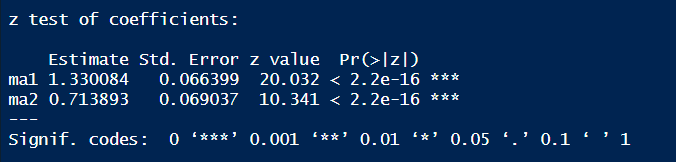 z test of coefficients:
Estimate Std. Error z value Pr(>|z|)
ma1 1.330084 0.066399 20.032 < 2.2e-16 ***
ma2 0.713893 0.069037 10.341 < 2.2e-16 ***
---
Signif. codes: 0 ‘***’ 0.001 ‘**’ 0.01 ‘*’ 0.05 ‘.’ 0.1 ‘ ’ 1